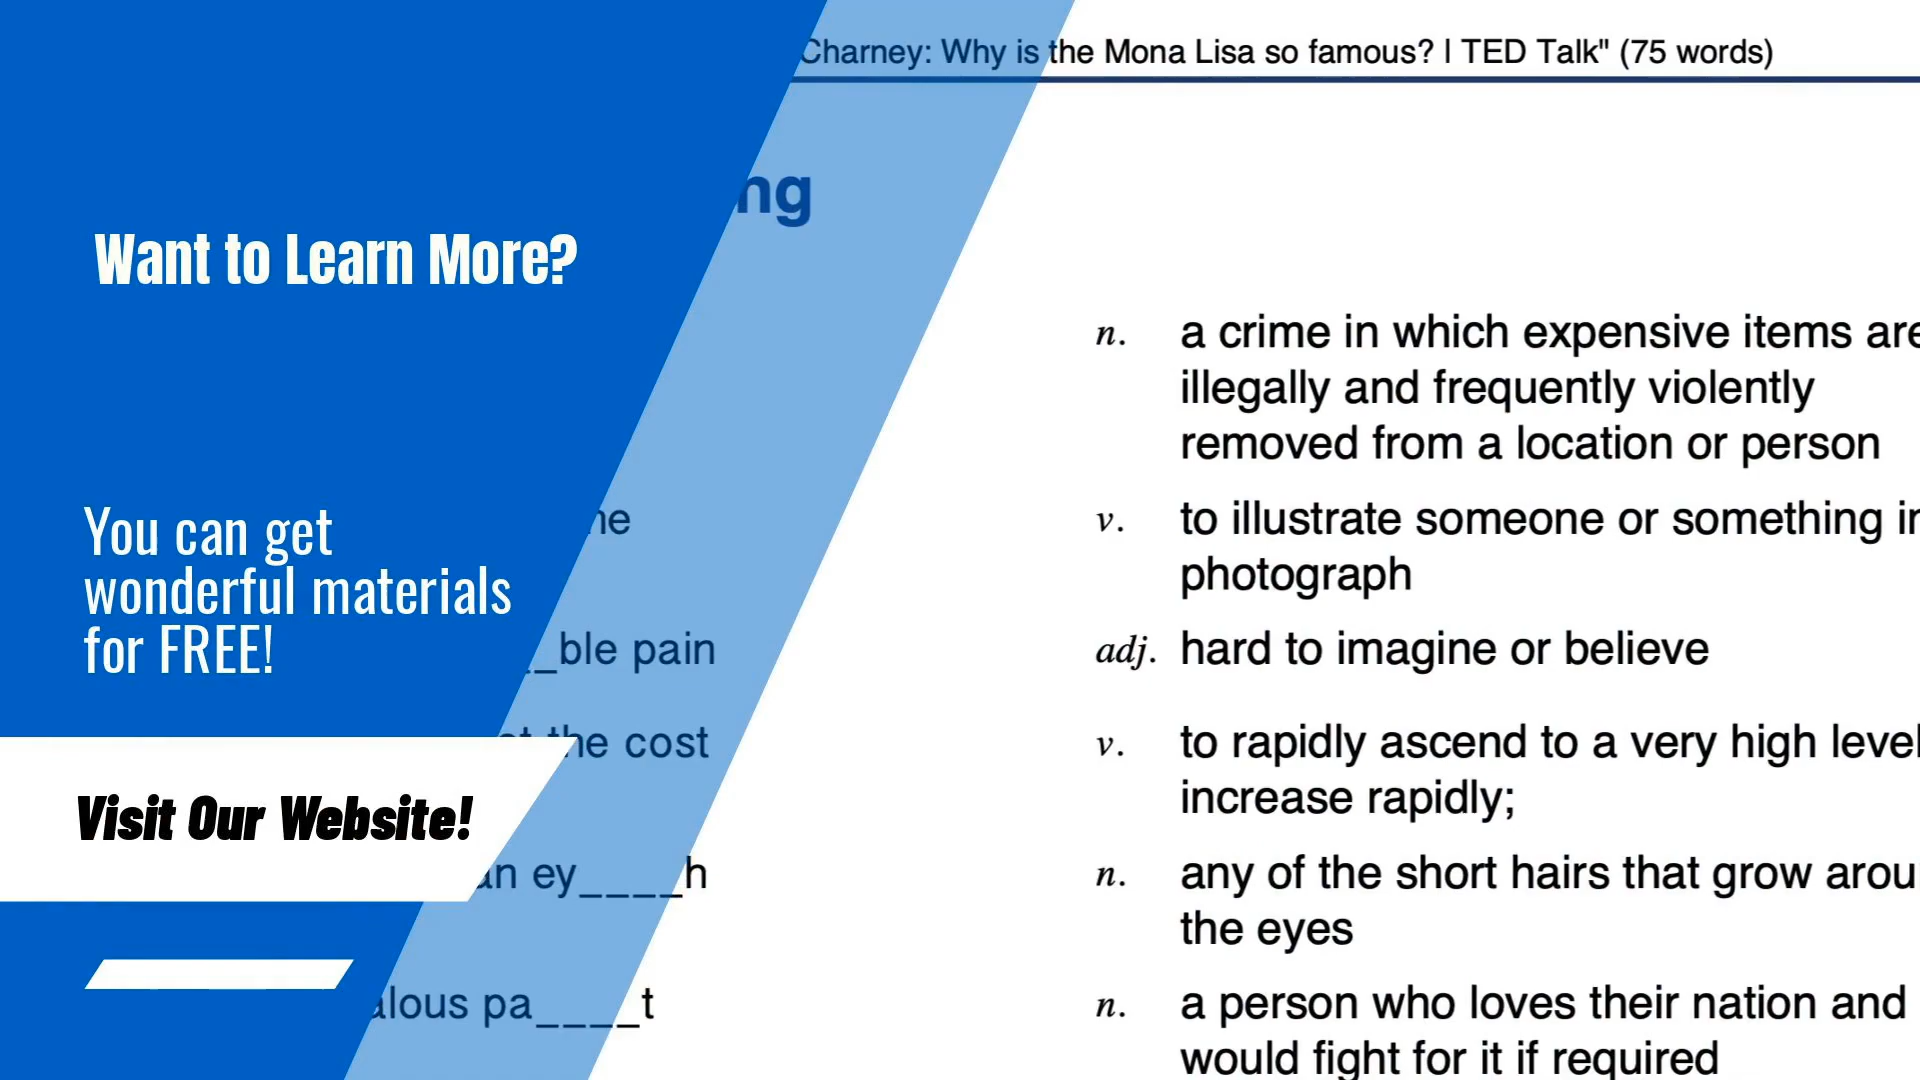 Charney: Why is the Mona Lisa so famous? | TED Talk" (75 words)
ng
Want to Learn More?
You can get
wonderful materials
for FREE!
Visit Our Website!
ne
_ble pain
the cost
an ey____h
alous pa____t
n. a crime in which expensive items are
illegally and frequently violently
removed from a location or person
v. to illustrate someone or something in
photograph
adj. hard to imagine or believe
v. to rapidly ascend to a very high level
increase rapidly;
n. any of the short hairs that grow arou
the eyes
n. a person who loves their nation and
would fight for it if required